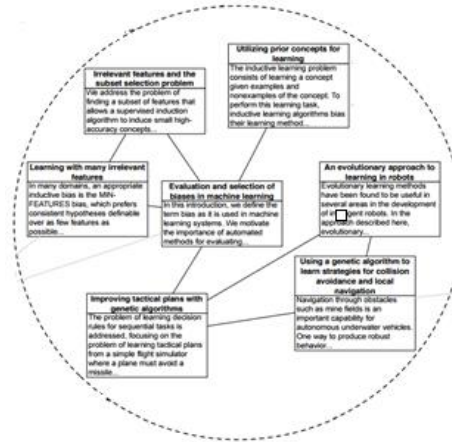 Utilizing prior concepts for
learning
The inductive learning problem
consists of learning a concept
given examples and
nonexamples of the concept. To
perform this learning task,
inductive learning algorithms bias
their learning method...
Irrelevant features and the
subset selection problem
We address the problem of
finding a subset of features that
allows a supervised induction
algorithm to induce small high-
accuracy concepts...
Learning with many irrelevant
features
In many domains, an appropriate
inductive bias is the MIN-
FEATURES bias, which prefers
consistent hypotheses definable
over as few features as
possible...
Evaluation and selection of
biases in machine learning
In this introduction, we define the
term bias as it is used in machine
learning systems. We motivate
the importance of automated
methods for evaluating...
An evolutionary approach to
learning in robots
Evolutionary learning methods
have been found to be useful in
several areas in the development
of robots. In the
approach described here,
evolutionary...
Using a genetic algorithm to
learn strategies for collision
avoidance and local
navigation
Navigation through obstacles
such as mine fields is an
important capability for
autonomous underwater vehicles.
One way to produce robust
behavior...
Improving tactical plans with
genetic algorithms
The problem of learning decision
rules for sequential tasks is
addressed, focusing on the
problem of learning tactical plans
from a simple flight simulator
where a plane must avoid a
missile...